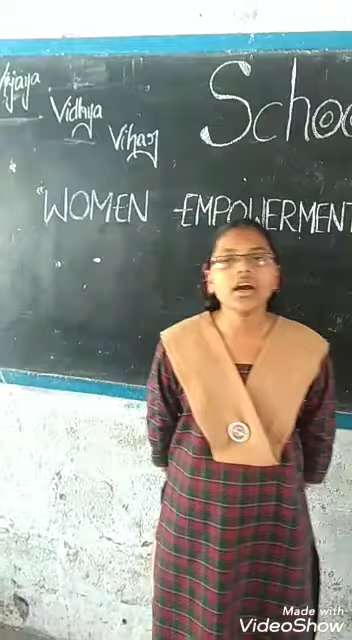 Vijaya
Vidhya
Vihar
Schoo
"WOMEN -EMPOWERMENT
Made with
VideoShow